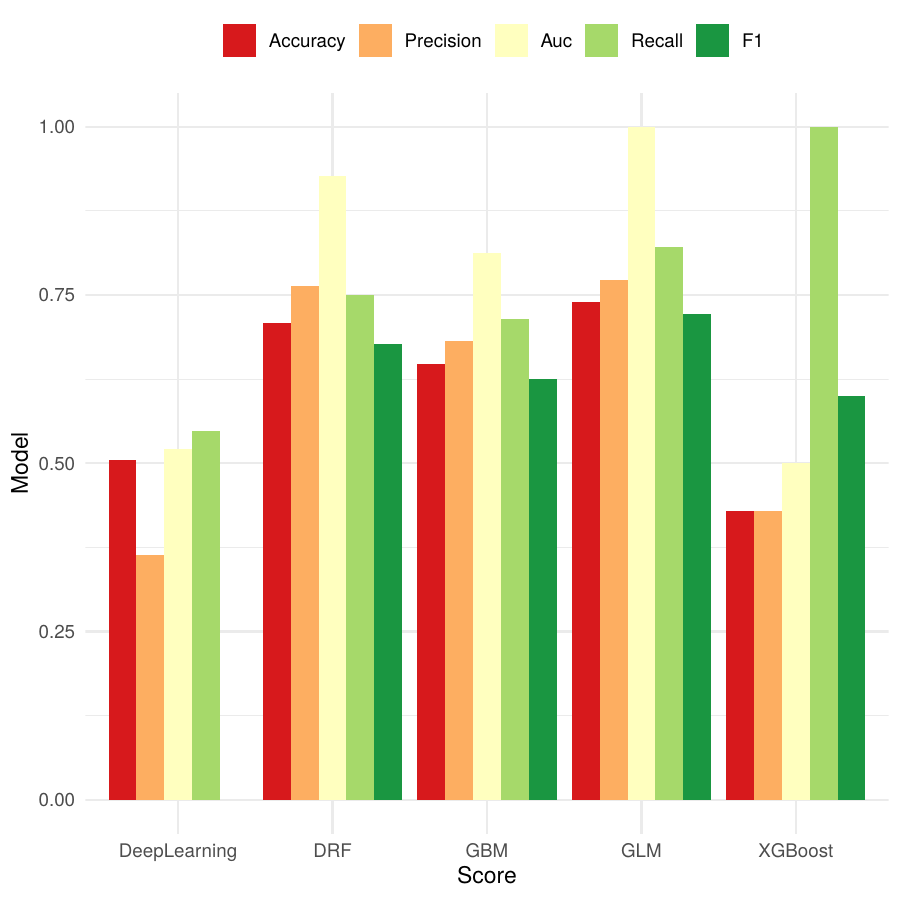 Accuracy Precision Auc Recall F1
1.00
0.75
0.50
0.25
0.00
Model
DeepLearning DRF GBM GLM XGBoost
Score